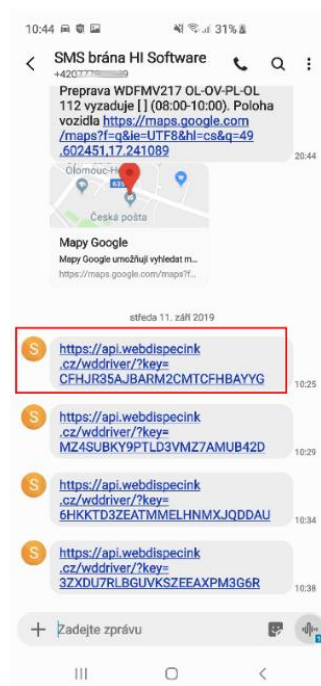 10:44
31%
SMS brána HI Software
Preprava WDFMV217 OL-OV-PL-OL
112 vyzaduje [] (08:00-10:00). Poloha
vozidla https://maps.google.com
/maps?f=q&ie=UTF8&hl=cs&q=49
.602451,17.241089
20:44
Olomouc-H
635
Česká pošta
Mapy Google
Mapy Google umožňují vyhledat m...
https://maps.google.com/maps?f...
středa 11. září 2019
S
https://api.webdispecink
.cz/wddriver/?key=
CFHJR35AJBARM2CMTCFHBAYYG
10:25
S
https://api.webdispecink
.cz/wddriver/?key=
MZ4SUBKY9PTLD3VMZ7AMUB42D
10:29
S
https://api.webdispecink
.cz/wddriver/?key=
6HKKTD3ZEATMMELHNMXJQDDAU
10:34
S
https://api.webdispecink
.cz/wddriver/?key=
3ZXDU7RLBGUVKSZEEAXPM3G6R
10:38
Zadejte zprávu